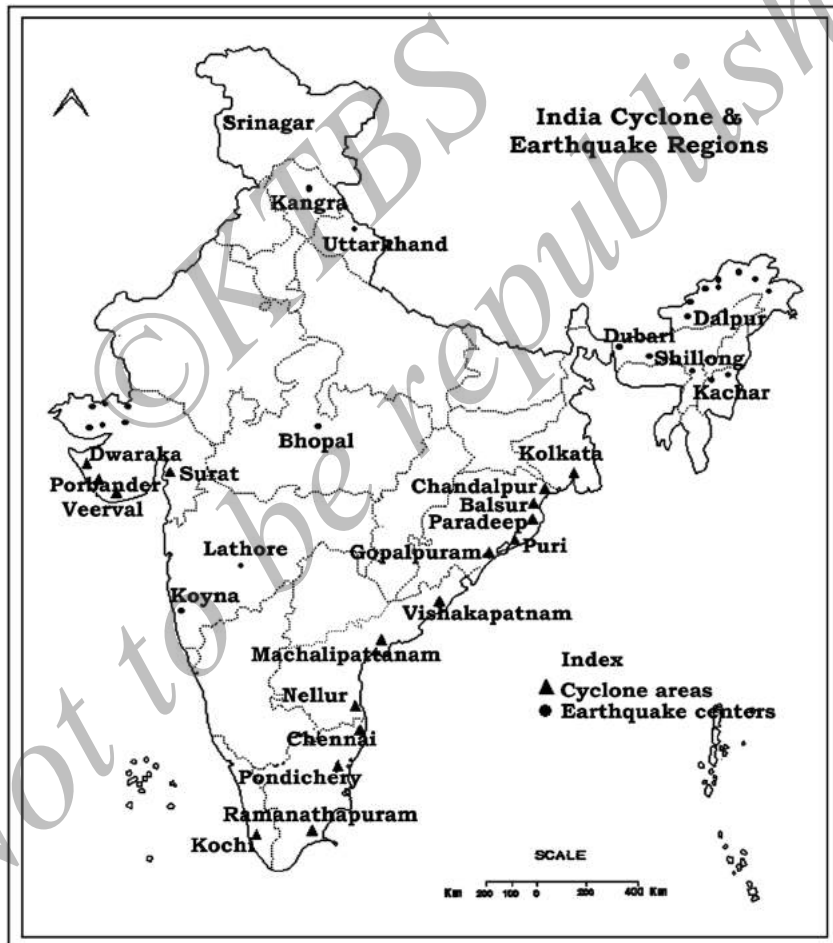 India Cyclone &
Earthquake Regions
Srinagar
Kangra
Uttarkhand
Dalpur
Dubari
Shillong
Kachar
Bhopal
Kolkata
Dwaraka
Surat
Porbander
Veerval
Chandalpur
Balsur
Paradeep
Puri
Gopalpuram
Lathore
Koyna
Vishakapatnam
Machalipattanam
Index
Cyclone areas
Earthquake centers
Nellur
Chennai
Pondichery
Ramanathapuram
Kochi
SCALE
Km 200 100 0 200 400 Km
©KTBS
Not to be republish